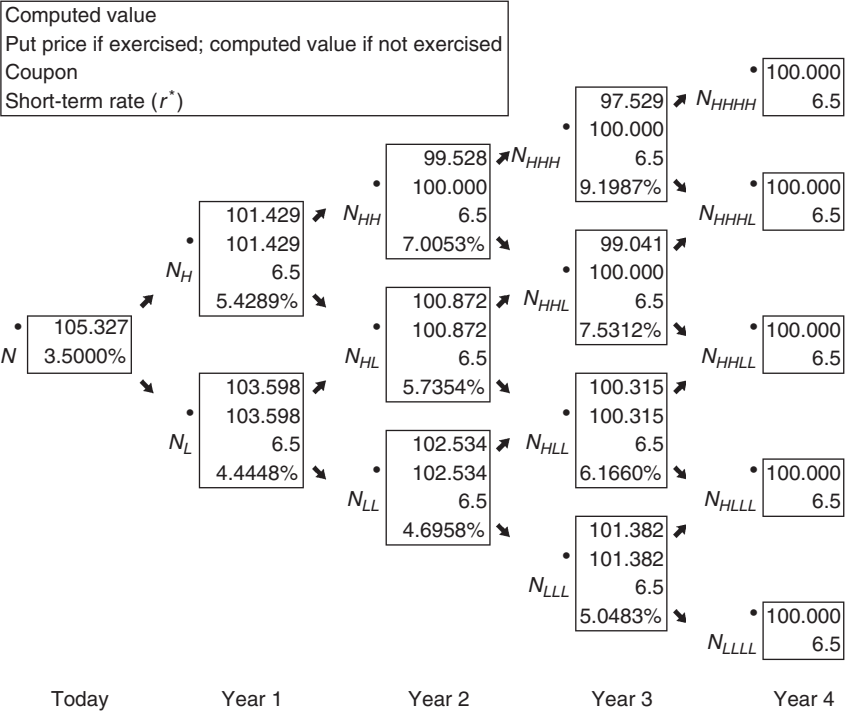 Computed value
Put price if exercised; computed value if not exercised
Coupon
Short-term rate (r*)
• 105.327
N 3.5000%
Today
101.429
• 101.429
N_H 6.5
5.4289%
103.598
• 103.598
N_L 6.5
4.4448%
Year 1
99.528
• 100.000
N_HH 6.5
7.0053%
100.872
• 100.872
N_HL 6.5
5.7354%
102.534
• 102.534
N_LL 6.5
4.6958%
Year 2
97.529
• 100.000
N_HHH 6.5
9.1987%
99.041
• 100.000
N_HHL 6.5
7.5312%
100.315
• 100.315
N_HLL 6.5
6.1660%
101.382
• 101.382
N_LLL 6.5
5.0483%
Year 3
• 100.000
N_HHHH 6.5
• 100.000
N_HHHL 6.5
• 100.000
N_HHLL 6.5
• 100.000
N_HLLL 6.5
• 100.000
N_LLLL 6.5
Year 4